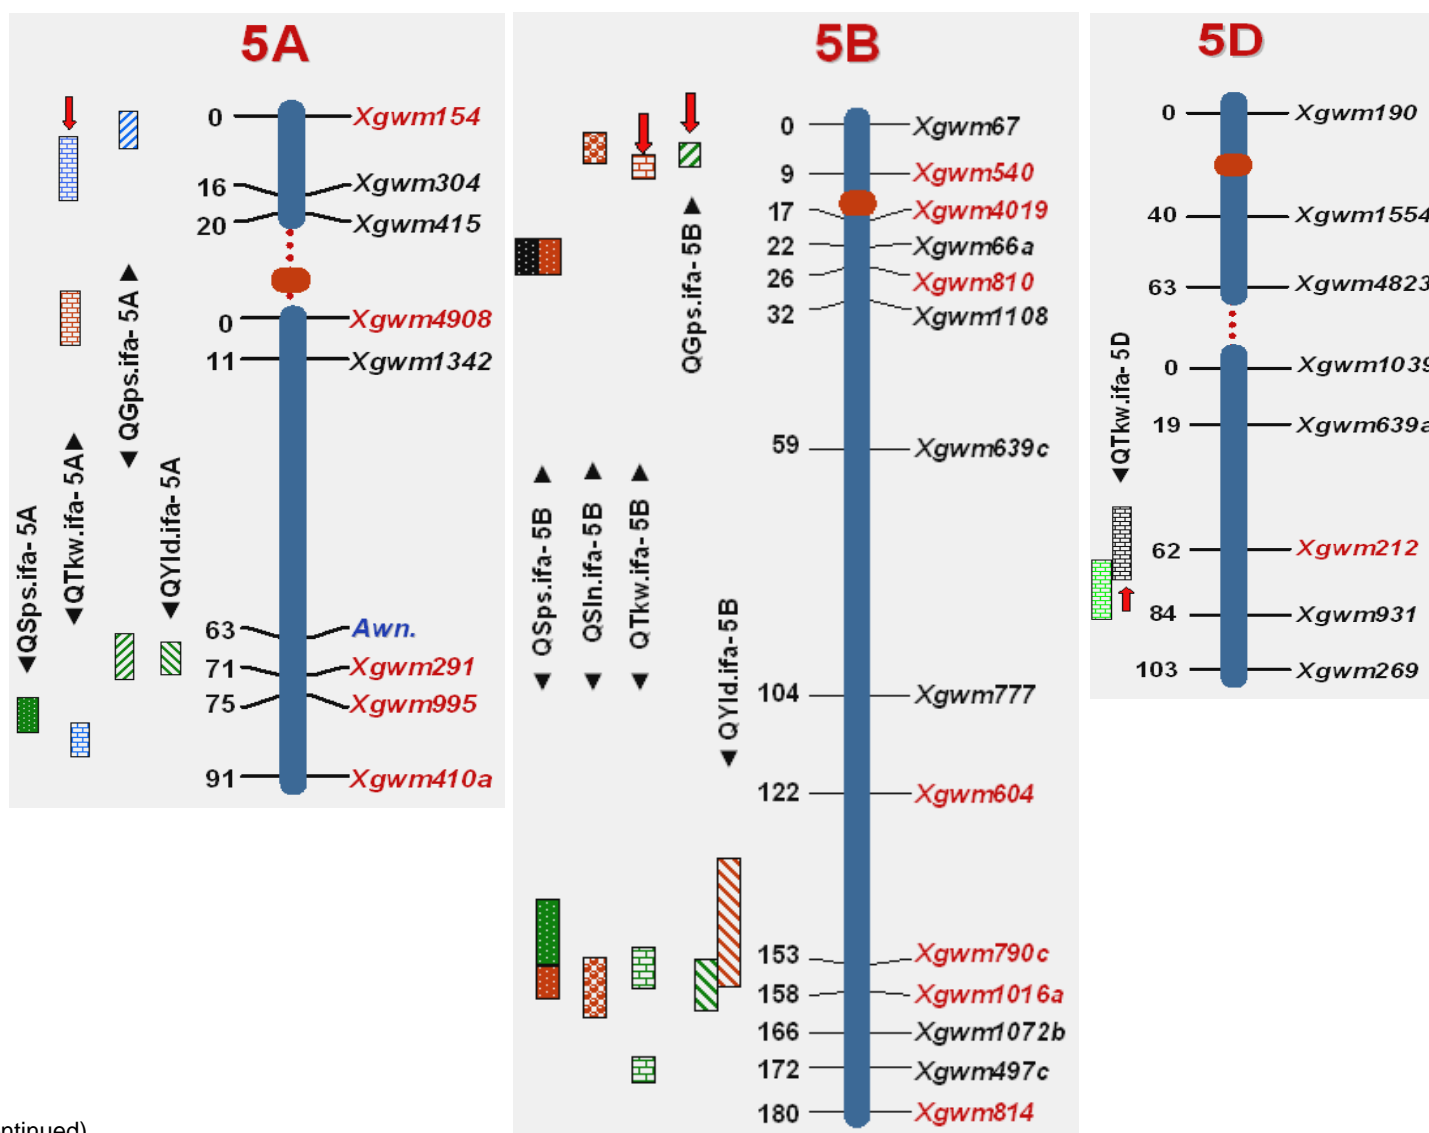 5A
0 Xgwm154
16 Xgwm304
20 Xgwm415
0 Xgwm4908
11 Xgwm1342
63 Awn.
71 Xgwm291
75 Xgwm995
91 Xgwm410a
QSps.ifa-5A
QTkw.ifa-5A
QGps.ifa-5A
QYld.ifa-5A
5B
0 Xgwm67
9 Xgwm540
17 Xgwm4019
22 Xgwm66a
26 Xgwm810
32 Xgwm1108
59 Xgwm639c
104 Xgwm777
122 Xgwm604
153 Xgwm790c
158 Xgwm1016a
166 Xgwm1072b
172 Xgwm497c
180 Xgwm814
QSps.ifa-5B
QSln.ifa-5B
QTkw.ifa-5B
QGps.ifa-5B
QYld.ifa-5B
5D
0 Xgwm190
40 Xgwm1554
63 Xgwm4823
0 Xgwm1039
19 Xgwm639a
62 Xgwm212
84 Xgwm931
103 Xgwm269
QTkw.ifa-5D
ntinued)